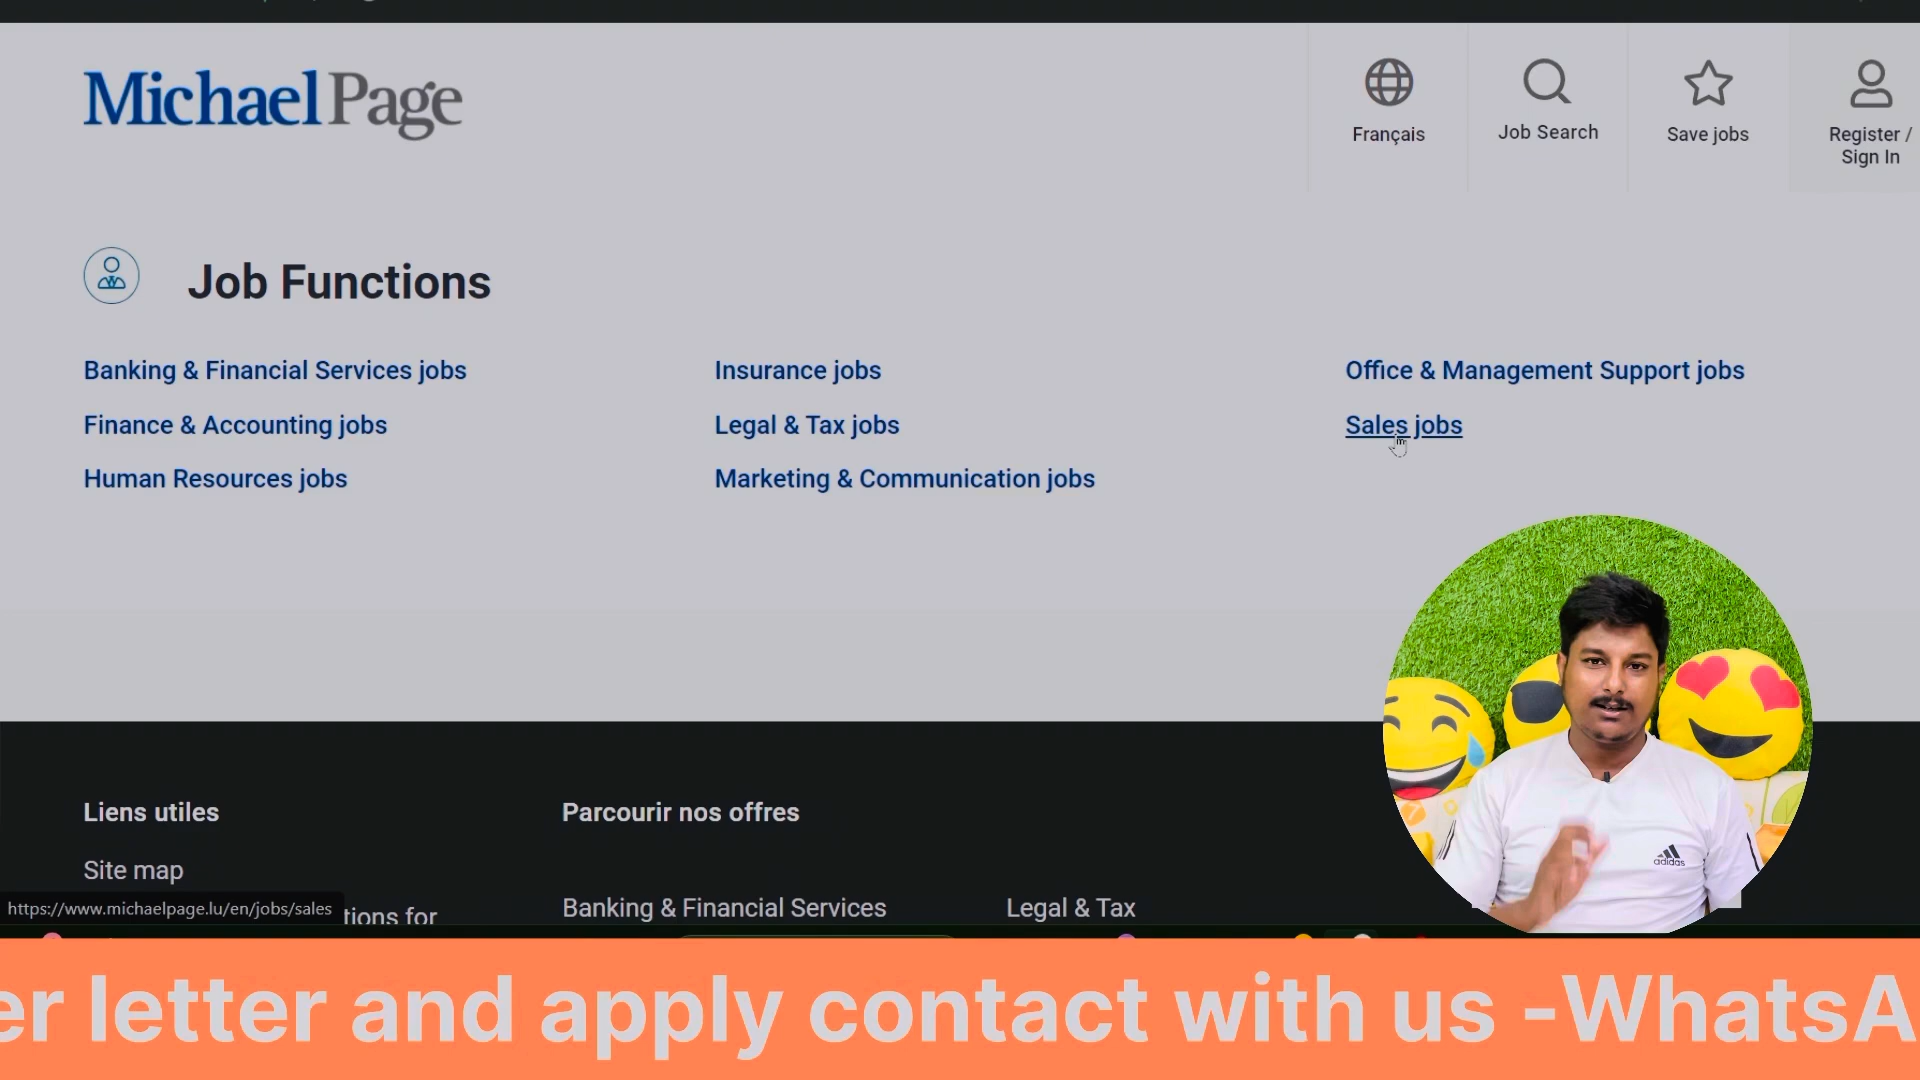 Michael Page
Français
Job Search
Save jobs
Register /
Sign In
Job Functions
Banking & Financial Services jobs
Insurance jobs
Office & Management Support jobs
Finance & Accounting jobs
Legal & Tax jobs
Sales jobs
Human Resources jobs
Marketing & Communication jobs
Liens utiles
Parcourir nos offres
Site map
https://www.michaelpage.lu/en/jobs/sales
tions for
Banking & Financial Services
Legal & Tax
adidas
er letter and apply contact with us -WhatsA